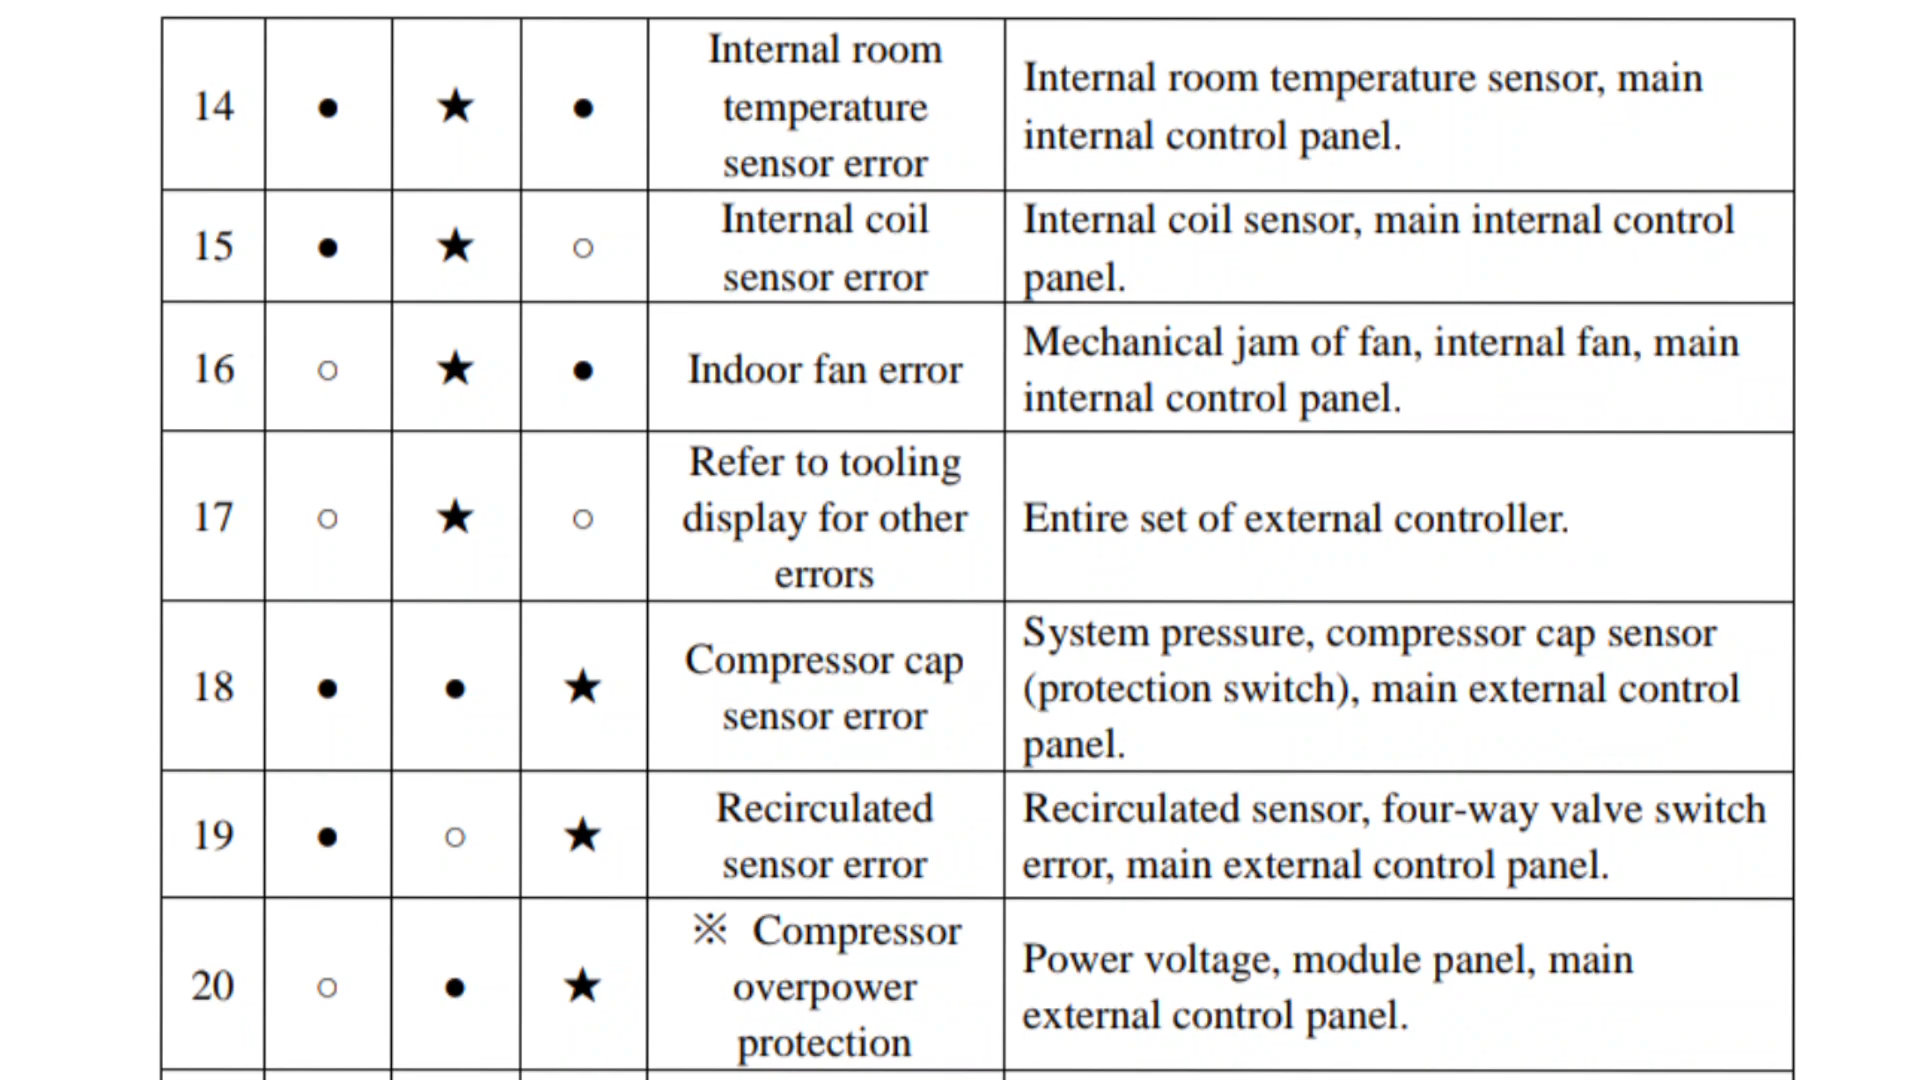 14 ● ★ ● Internal room
temperature
sensor error
Internal room temperature sensor, main
internal control panel.
15 ● ★ ○ Internal coil
sensor error
Internal coil sensor, main internal control
panel.
16 ○ ★ ● Indoor fan error
Mechanical jam of fan, internal fan, main
internal control panel.
17 ○ ★ ○ Refer to tooling
display for other
errors
Entire set of external controller.
18 ● ● ★ Compressor cap
sensor error
System pressure, compressor cap sensor
(protection switch), main external control
panel.
19 ● ○ ★ Recirculated
sensor error
Recirculated sensor, four-way valve switch
error, main external control panel.
20 ○ ● ★ ※ Compressor
overpower
protection
Power voltage, module panel, main
external control panel.